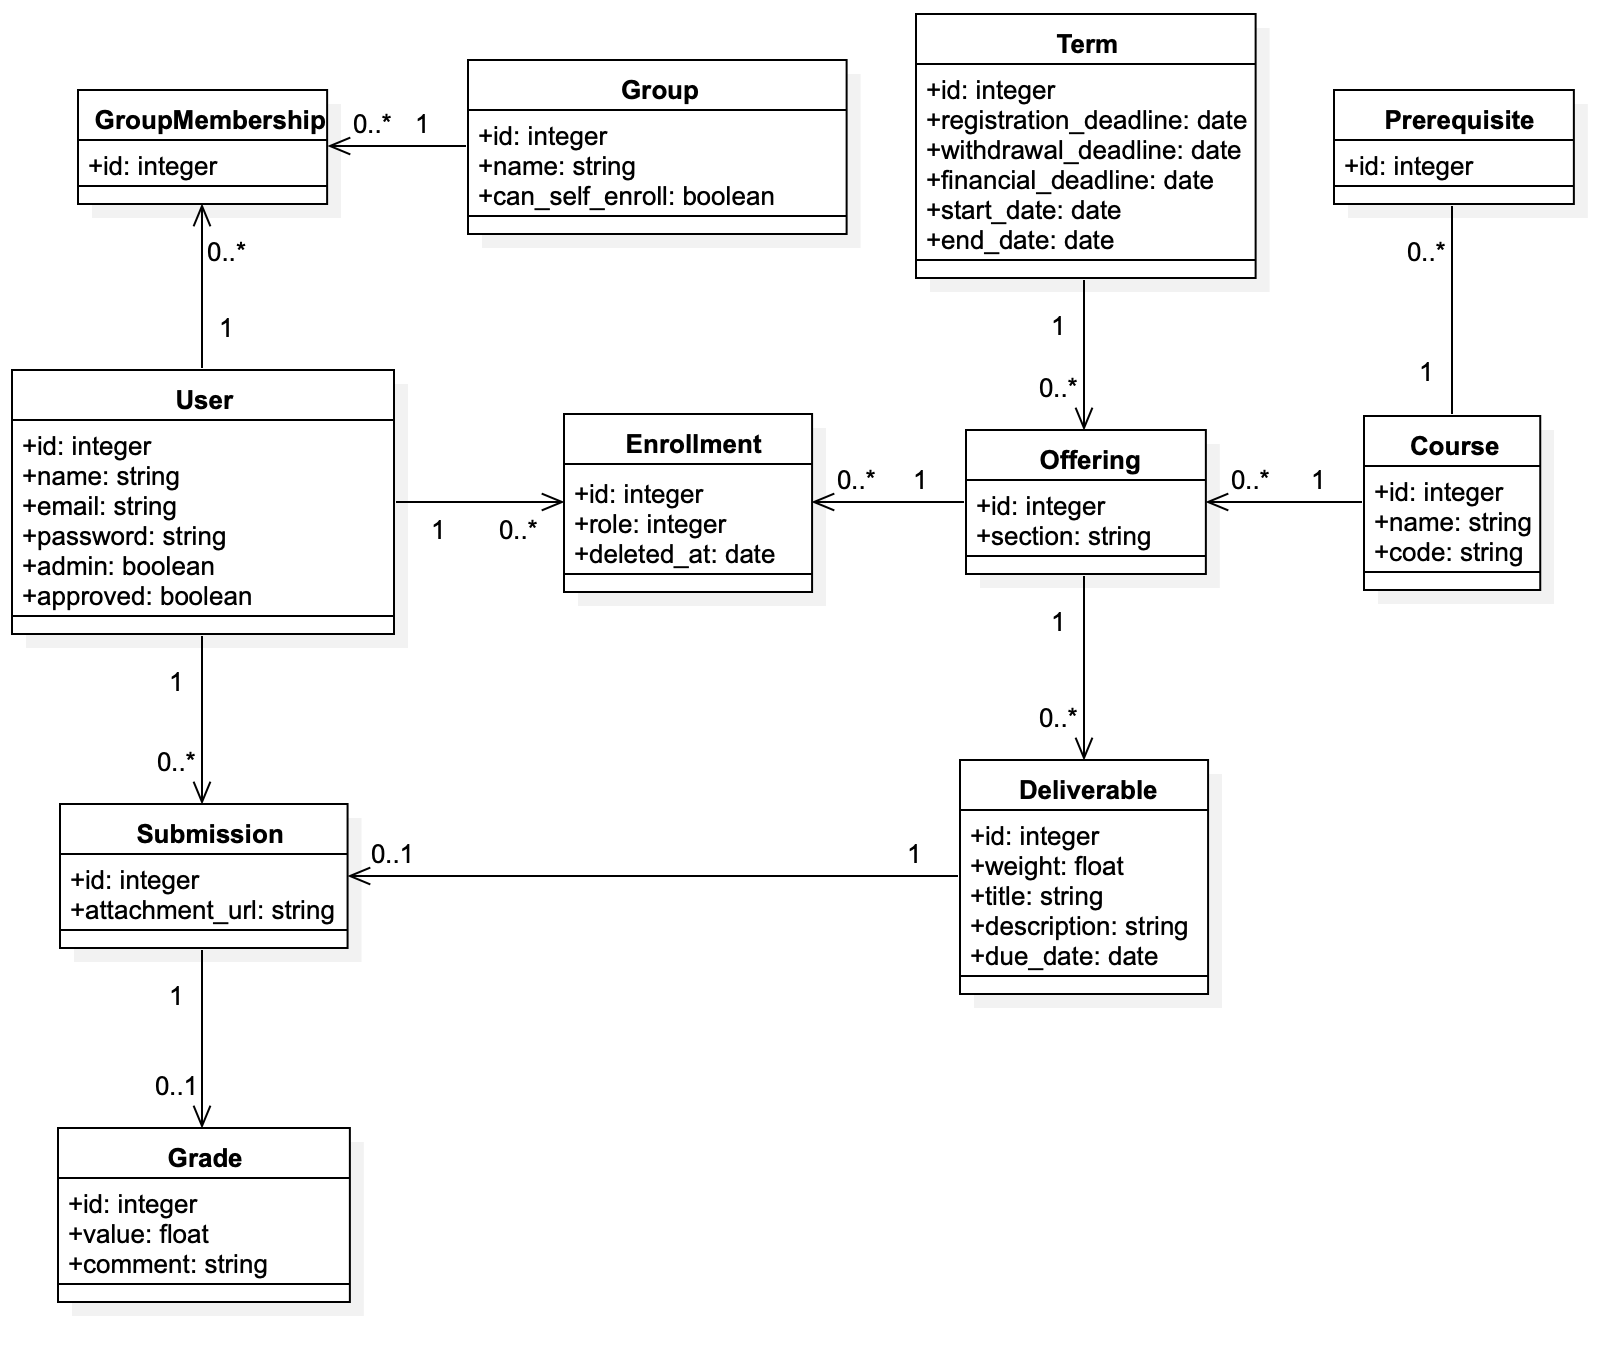 Term
+id: integer
+registration_deadline: date
+withdrawal_deadline: date
+financial_deadline: date
+start_date: date
+end_date: date
Group
+id: integer
+name: string
+can_self_enroll: boolean
GroupMembership
+id: integer
0..*
1
Prerequisite
+id: integer
0..*
1
0..*
1
1
0..*
User
+id: integer
+name: string
+email: string
+password: string
+admin: boolean
+approved: boolean
1
0..*
Enrollment
+id: integer
+role: integer
+deleted_at: date
0..*
1
Offering
+id: integer
+section: string
0..*
1
Course
+id: integer
+name: string
+code: string
1
0..*
1
0..*
Submission
+id: integer
+attachment_url: string
0..1
1
Deliverable
+id: integer
+weight: float
+title: string
+description: string
+due_date: date
1
0..1
Grade
+id: integer
+value: float
+comment: string